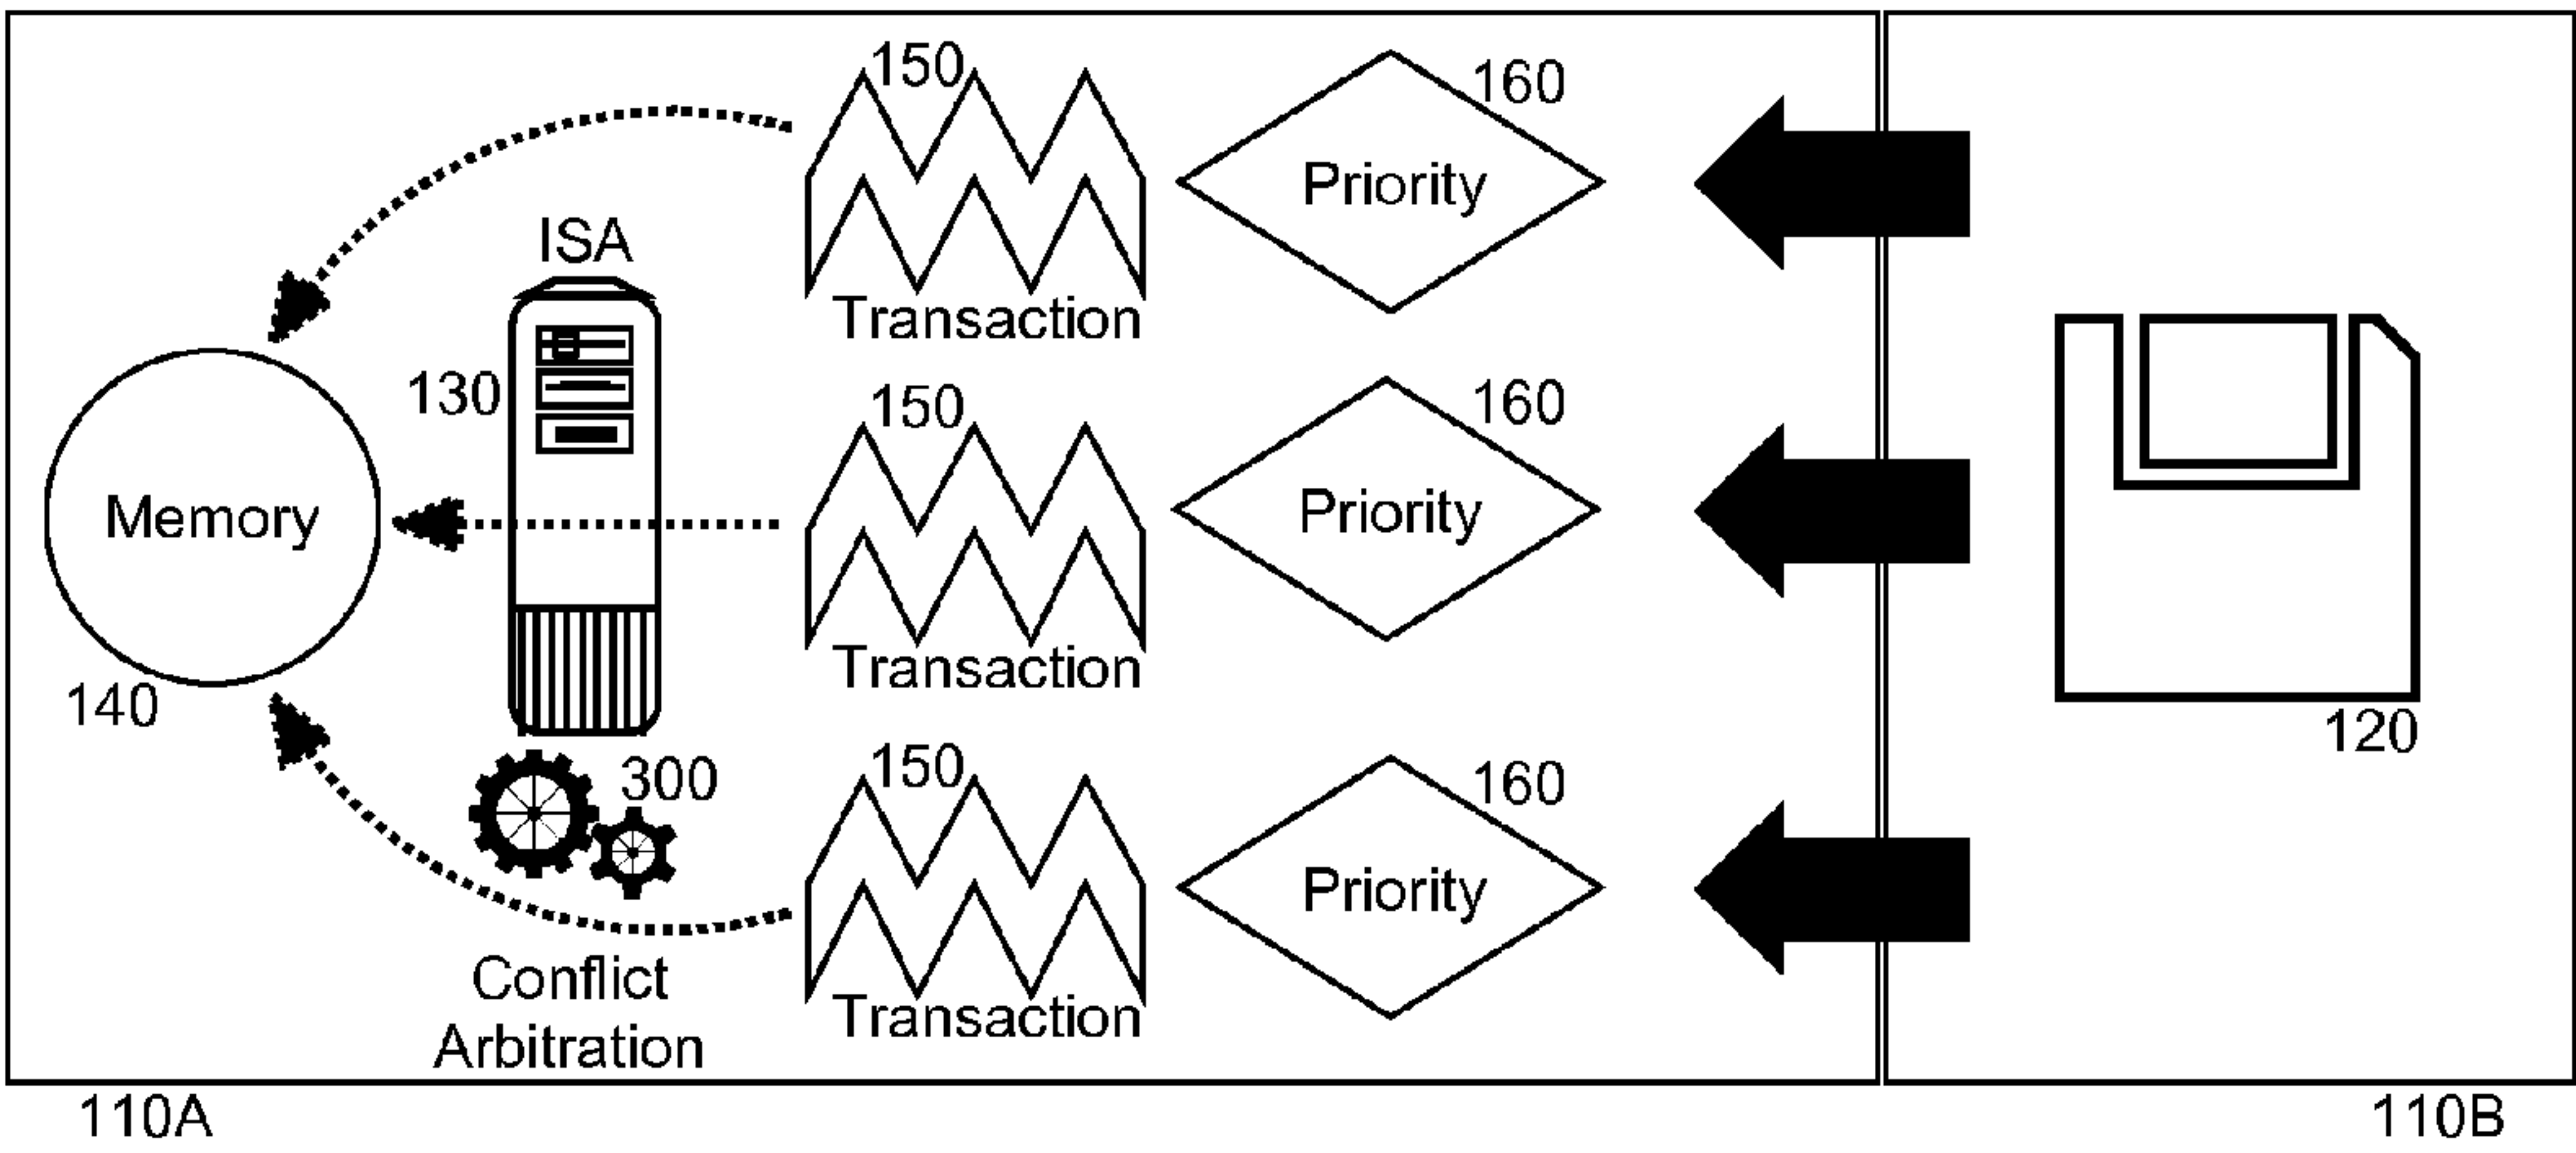 150
160
Priority
ISA
Transaction
130
150
160
Memory
Priority
140
Transaction
120
150
160
300
Priority
Conflict
Arbitration
Transaction
110A
110B